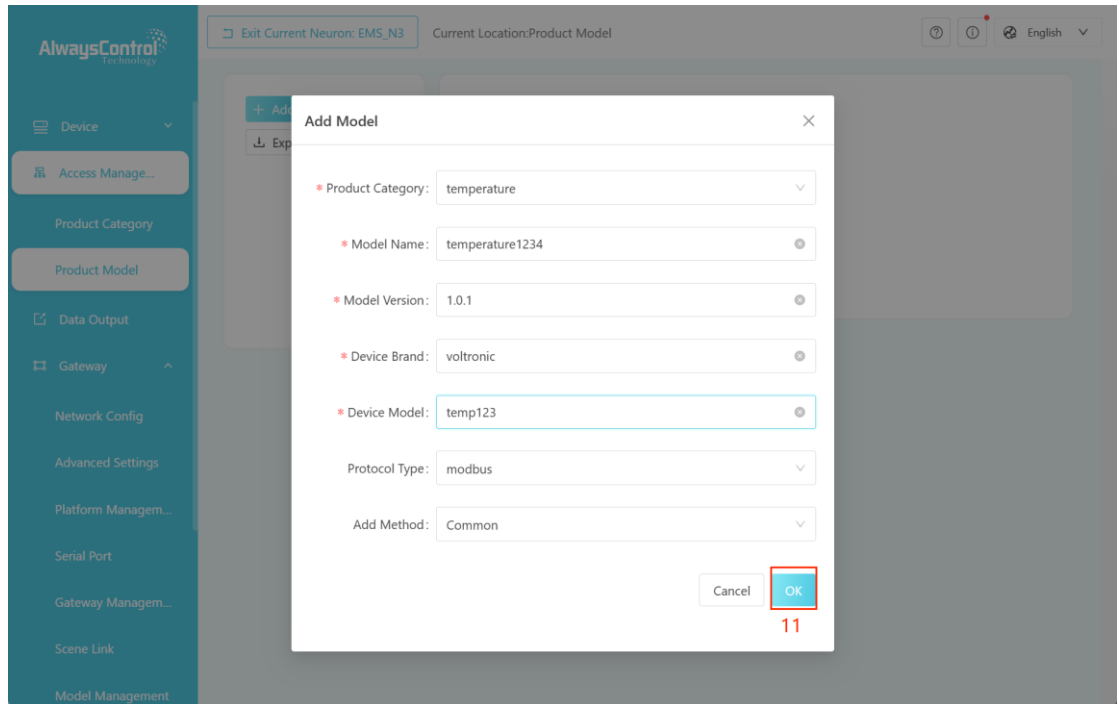 AlwaysControl
Technology
Exit Current Neuron: EMS_N3
Current Location:Product Model
English
Device
Access Manage...
Product Category
Product Model
Data Output
Gateway
Network Config
Advanced Settings
Platform Managem...
Serial Port
Gateway Managem...
Scene Link
Model Management
+ Add
Exp
Add Model
* Product Category: temperature
* Model Name: temperature1234
* Model Version: 1.0.1
* Device Brand: voltronic
* Device Model: temp123
Protocol Type: modbus
Add Method: Common
Cancel
OK
11